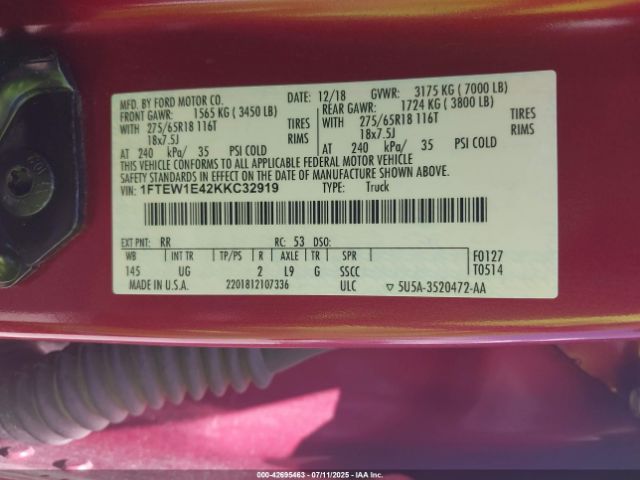 MFD. BY FORD MOTOR CO.
DATE: 12/18
GVWR: 3175 KG ( 7000 LB)
FRONT GAWR: 1565 KG ( 3450 LB)
REAR GAWR: 1724 KG ( 3800 LB)
WITH 275/65R18 116T TIRES
18x7.5J RIMS
AT 240 kPa/ 35 PSI COLD
WITH 275/65R18 116T TIRES
18x7.5J RIMS
AT 240 kPa/ 35 PSI COLD
THIS VEHICLE CONFORMS TO ALL APPLICABLE FEDERAL MOTOR VEHICLE
SAFETY STANDARDS IN EFFECT ON THE DATE OF MANUFACTURE SHOWN ABOVE.
VIN: 1FTEW1E42KKC32919
TYPE: Truck
EXT PNT: RR RC: 53 DSO:
WB INT TR TP/PS R AXLE TR SPR
145 UG 2 L9 G SSCC
F0127
T0514
MADE IN U.S.A. 2201812107336 ULC ▽ 5U5A-3520472-AA
000-42695463 - 07/11/2025 - IAA Inc.